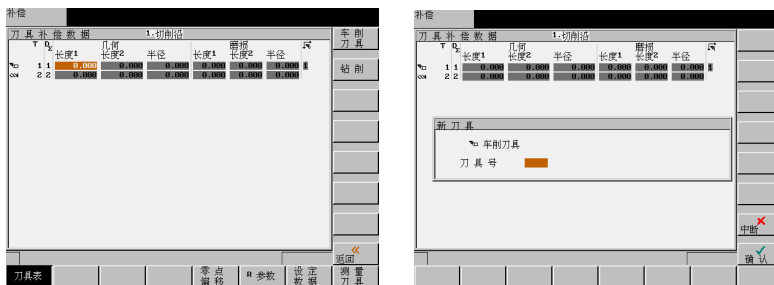 补偿
刀具补偿数据 1.切削沿
几何 磨损
T D 长度1 长度2 半径 长度1 长度2 半径
1 1 0.000 0.000 0.000 0.000 0.000 0.000 1
2 2 0.000 0.000 0.000 0.000 0.000 0.000
车削
刀具
钻削
«
返回
刀具表
零点
偏移
R 参数
设定
数据
测量
刀具
补偿
刀具补偿数据 1.切削沿
几何 磨损
T D 长度1 长度2 半径 长度1 长度2 半径
1 1 0.000 0.000 0.000 0.000 0.000 0.000
2 2 0.000 0.000 0.000 0.000 0.000 0.000
新刀具
车削刀具
刀具号
中断
确认